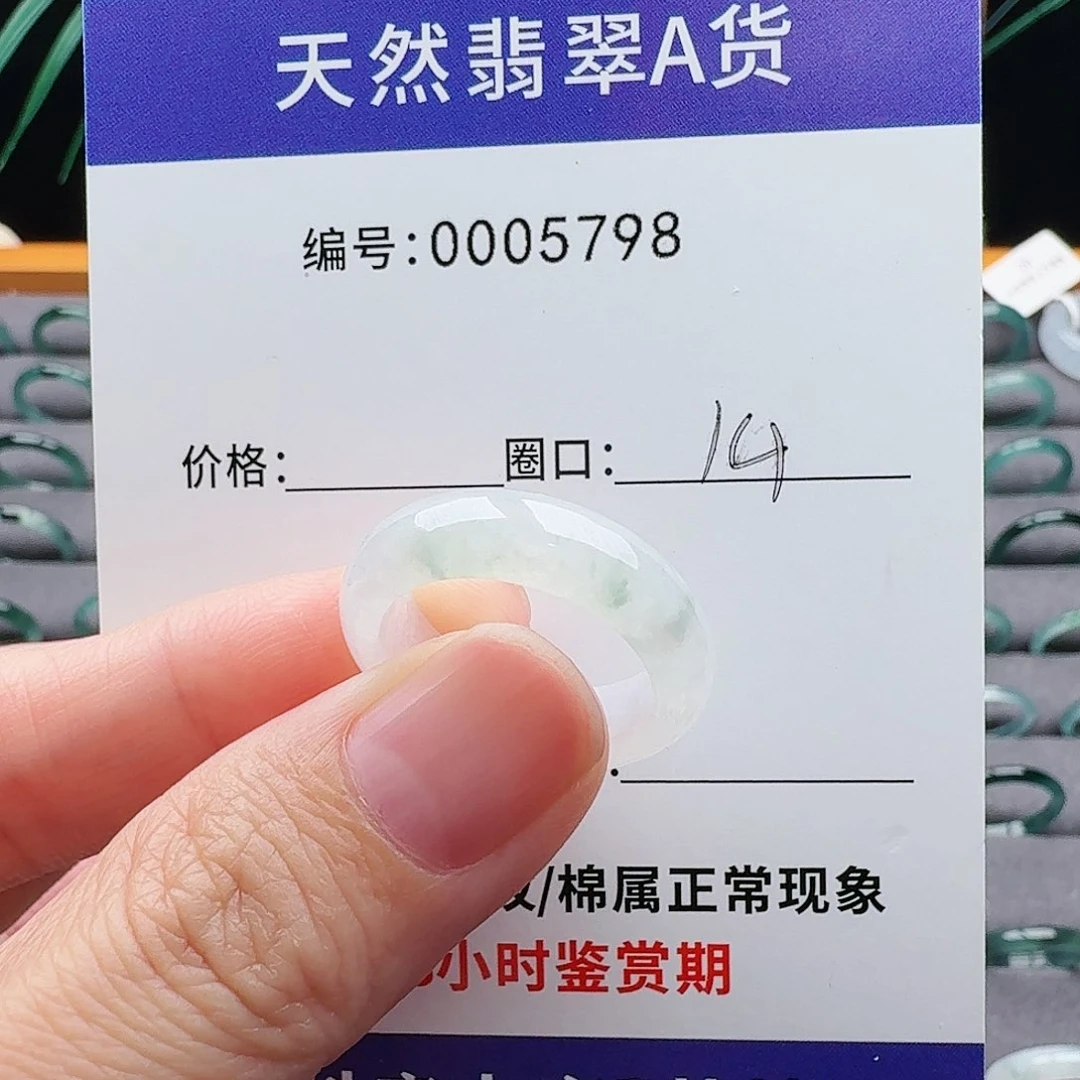 天然翡翠A货
编号:0005798
价格: 圈口: 14
/棉属正常现象
小时鉴赏期